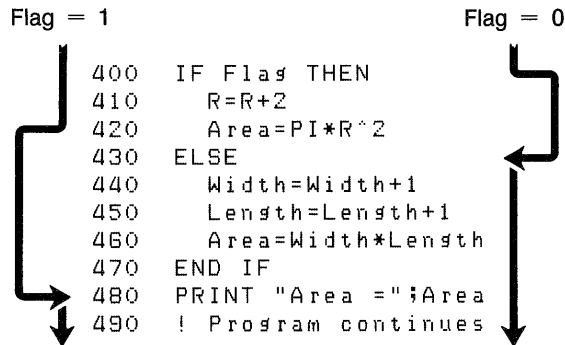 Flag = 1 Flag = 0
400 IF Flag THEN
410 R=R+2
420 Area=PI*R^2
430 ELSE
440 Width=Width+1
450 Length=Length+1
460 Area=Width*Length
470 END IF
480 PRINT "Area =";Area
490 ! Program continues